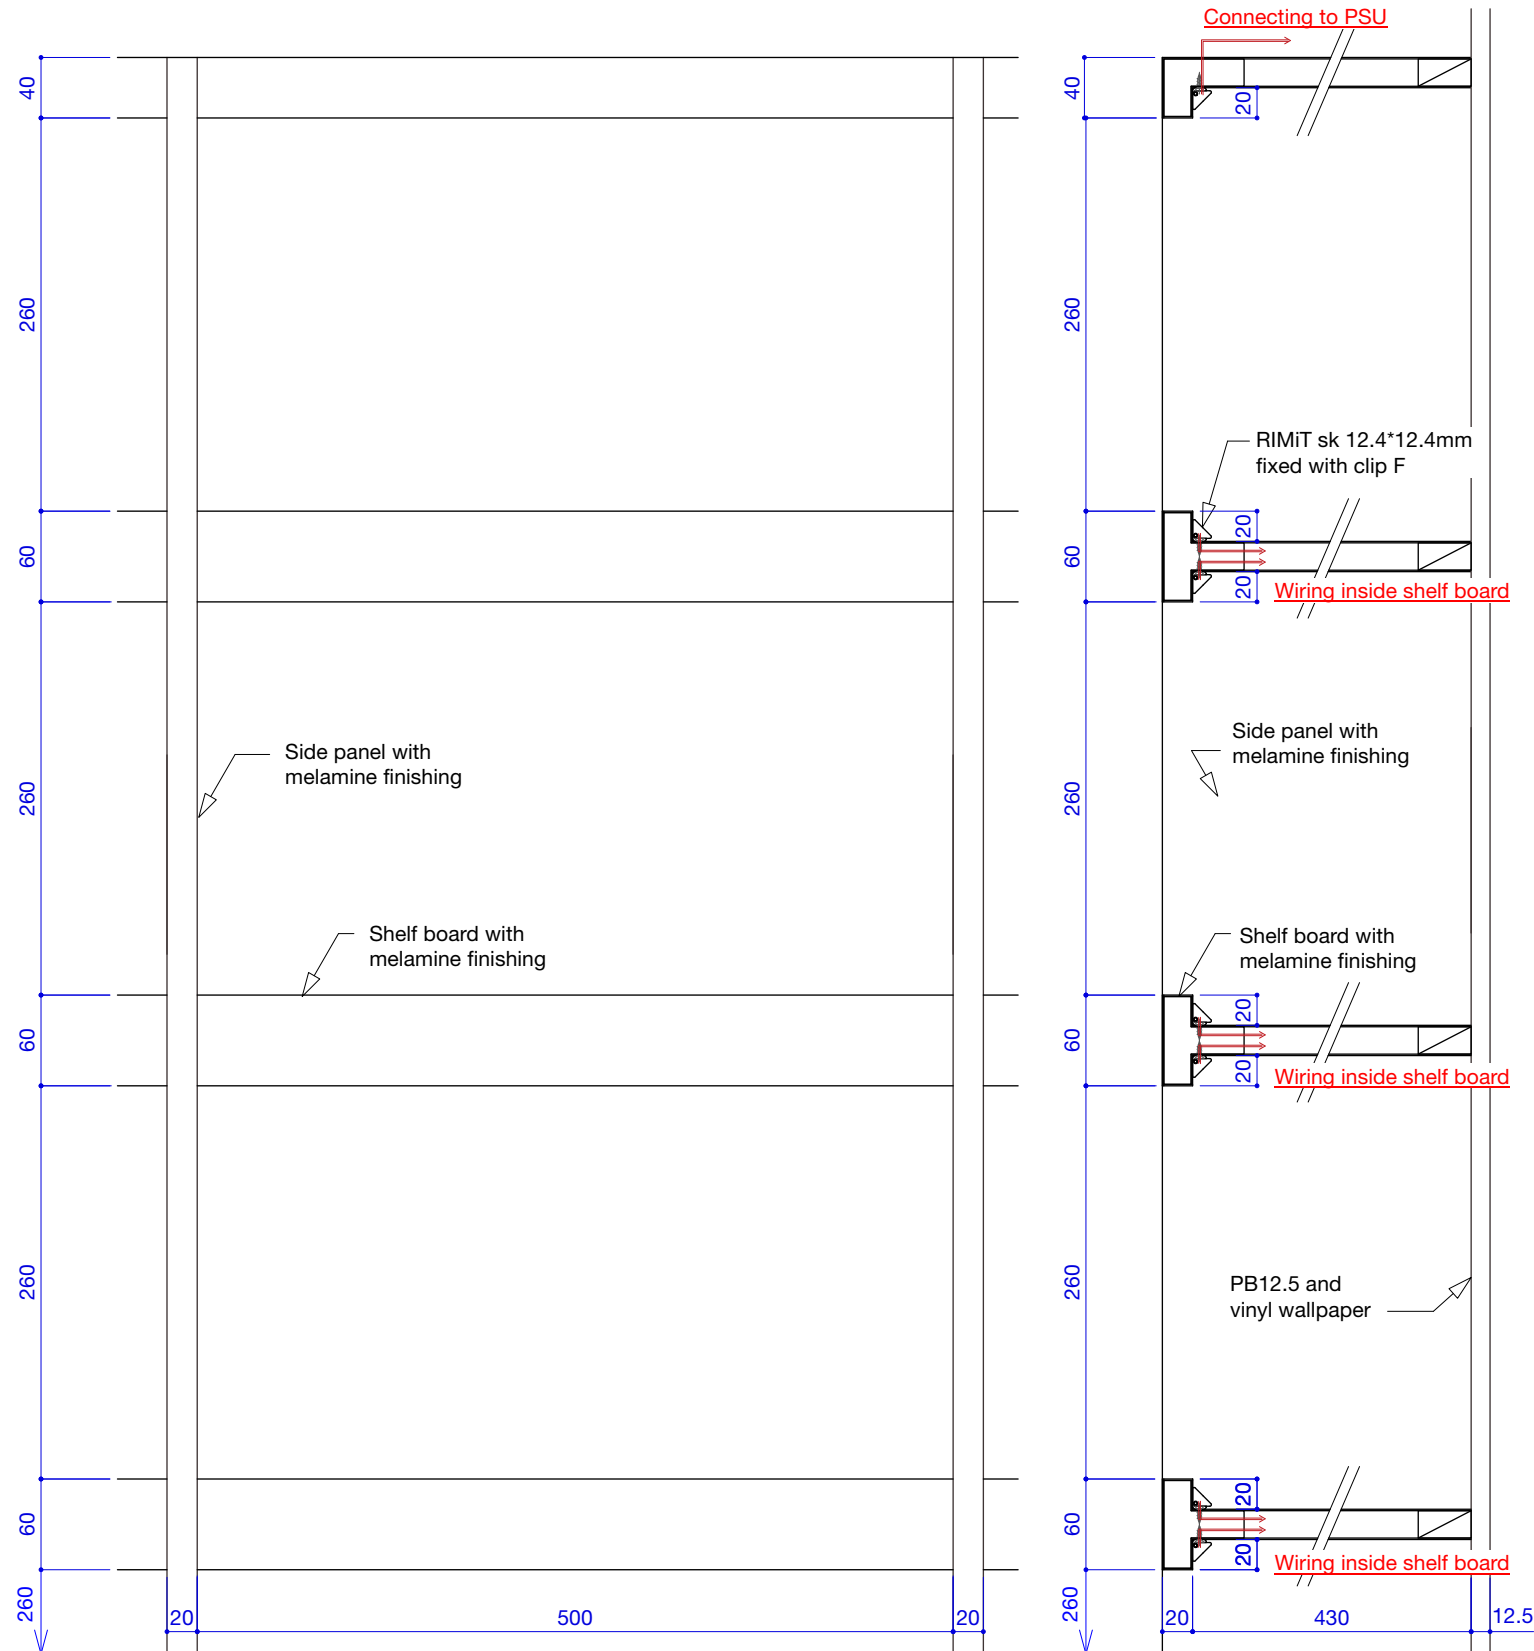 Connecting to PSU
40
40
20
260
260
RIMiT sk 12.4*12.4mm
fixed with clip F
60
60
20
20
Wiring inside shelf board
Side panel with
melamine finishing
Side panel with
melamine finishing
260
260
Shelf board with
melamine finishing
Shelf board with
melamine finishing
60
60
20
20
Wiring inside shelf board
260
260
PB12.5 and
vinyl wallpaper
60
60
20
20
Wiring inside shelf board
260
20
500
20
260
20
430
12.5